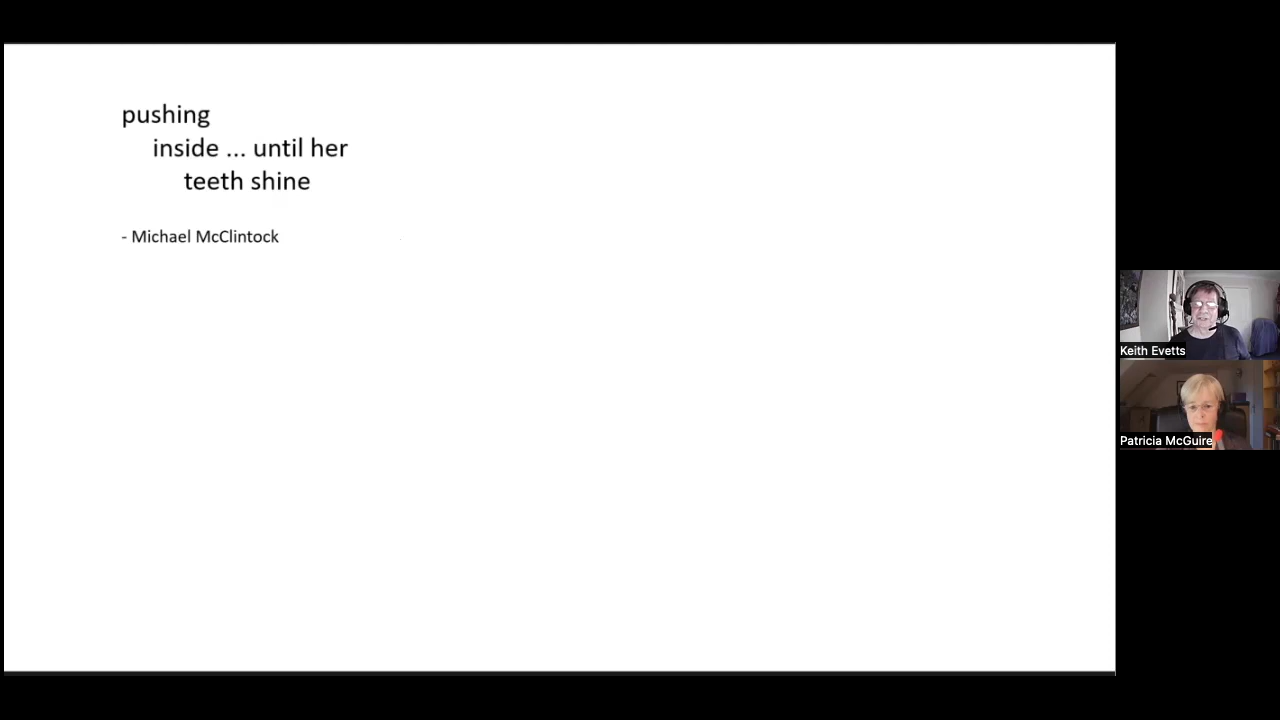 pushing
inside ... until her
teeth shine
- Michael McClintock
Keith Evetts
Patricia McGuire